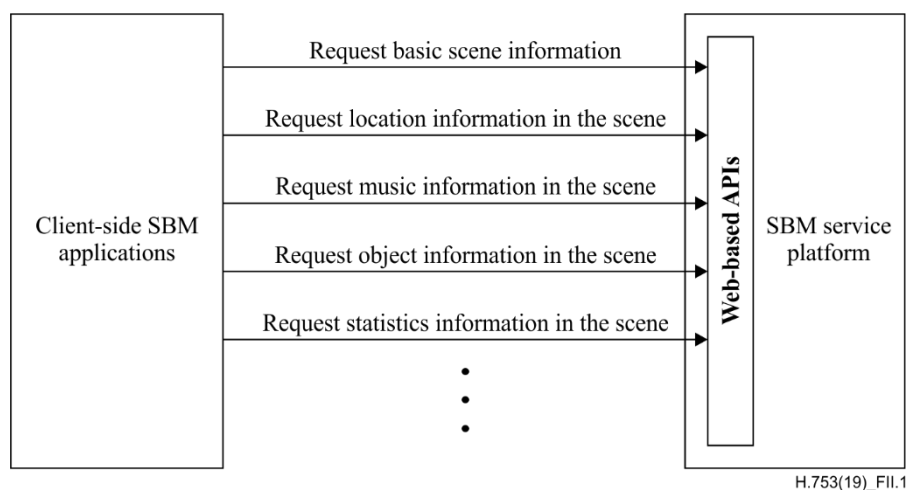 Request basic scene information
Request location information in the scene
Request music information in the scene
Client-side SBM
applications
Request object information in the scene
Request statistics information in the scene
Web-based APIs
SBM service
platform
H.753(19)_FII.1